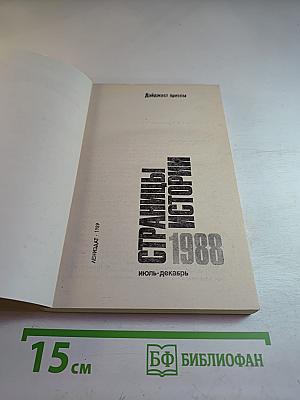 Дайджест прессы
СТРАНИЦЫ
ИСТОРИИ
1988
июль-декабрь
ЛЕНИЗДАТ · 1989
15 см
БФ БИБЛИОФАН